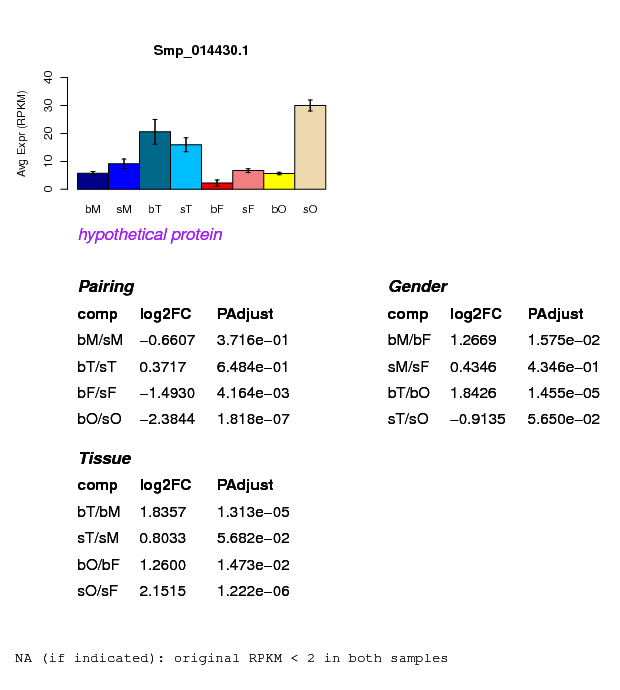 Smp_014430.1
Avg Expr (RPKM)
0 10 20 30 40
bM sM bT sT bF sF bO sO
hypothetical protein
Pairing
comp log2FC PAdjust
bM/sM −0.6607 3.716e−01
bT/sT 0.3717 6.484e−01
bF/sF −1.4930 4.164e−03
bO/sO −2.3844 1.818e−07
Gender
comp log2FC PAdjust
bM/bF 1.2669 1.575e−02
sM/sF 0.4346 4.346e−01
bT/bO 1.8426 1.455e−05
sT/sO −0.9135 5.650e−02
Tissue
comp log2FC PAdjust
bT/bM 1.8357 1.313e−05
sT/sM 0.8033 5.682e−02
bO/bF 1.2600 1.473e−02
sO/sF 2.1515 1.222e−06
NA (if indicated): original RPKM < 2 in both samples